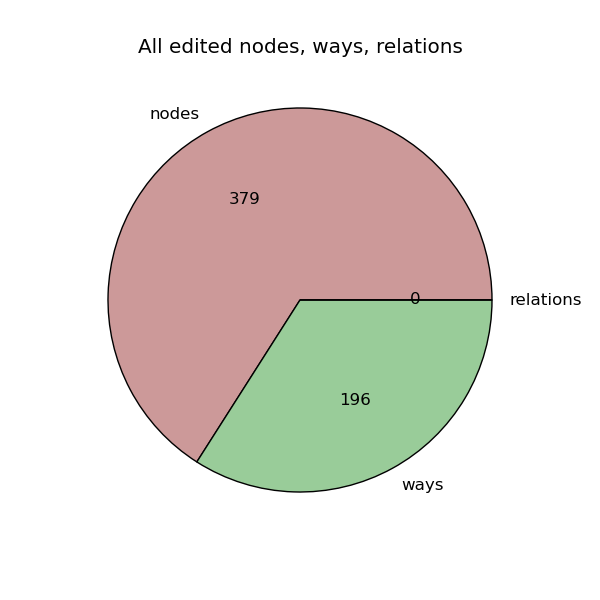 All edited nodes, ways, relations
nodes
379
0
relations
196
ways